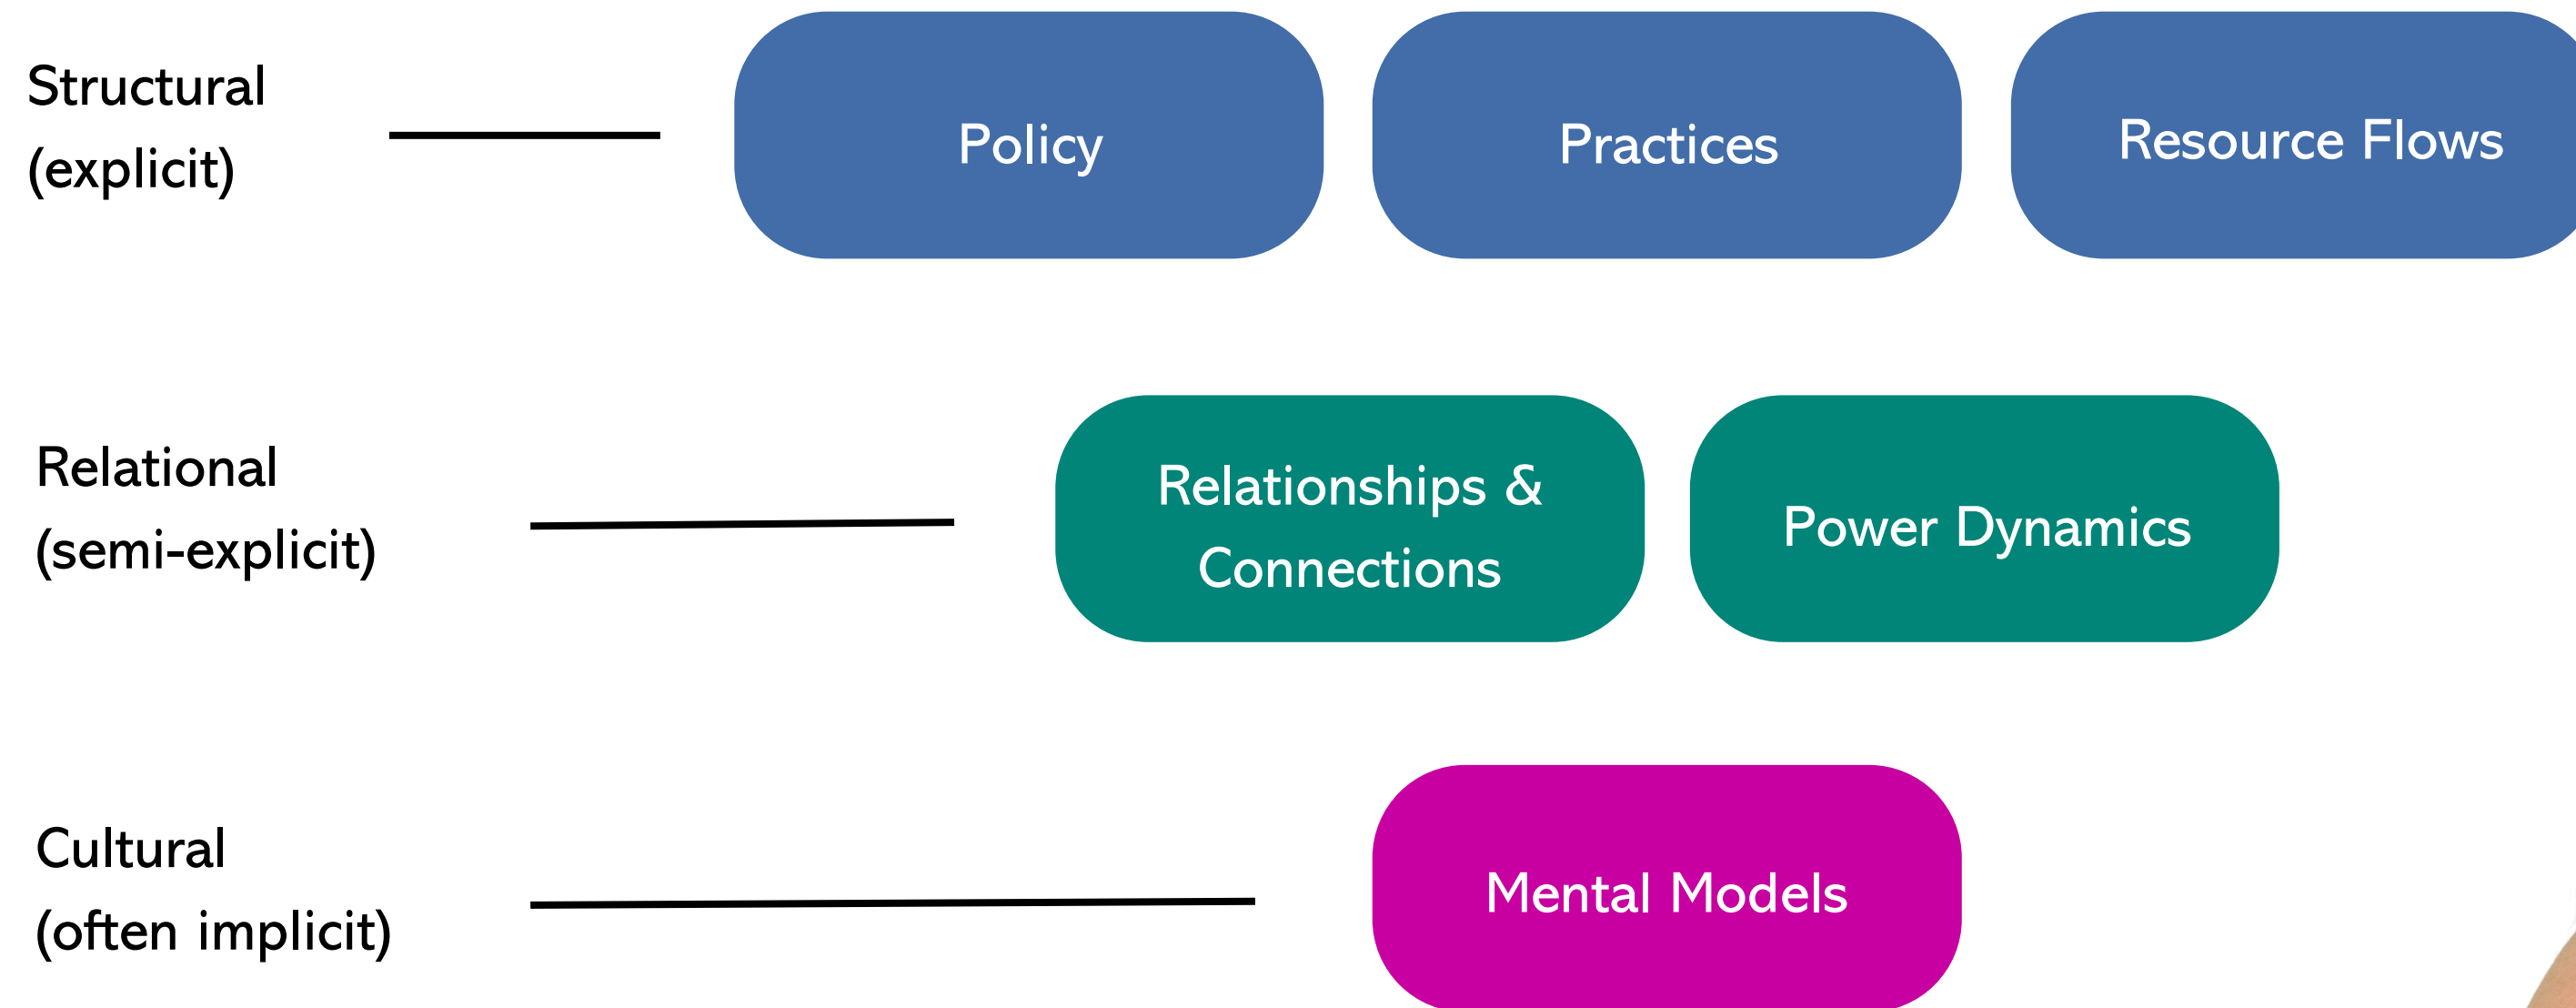 Structural
(explicit)
Policy
Practices
Resource Flows
Relational
(semi-explicit)
Relationships &
Connections
Power Dynamics
Cultural
(often implicit)
Mental Models